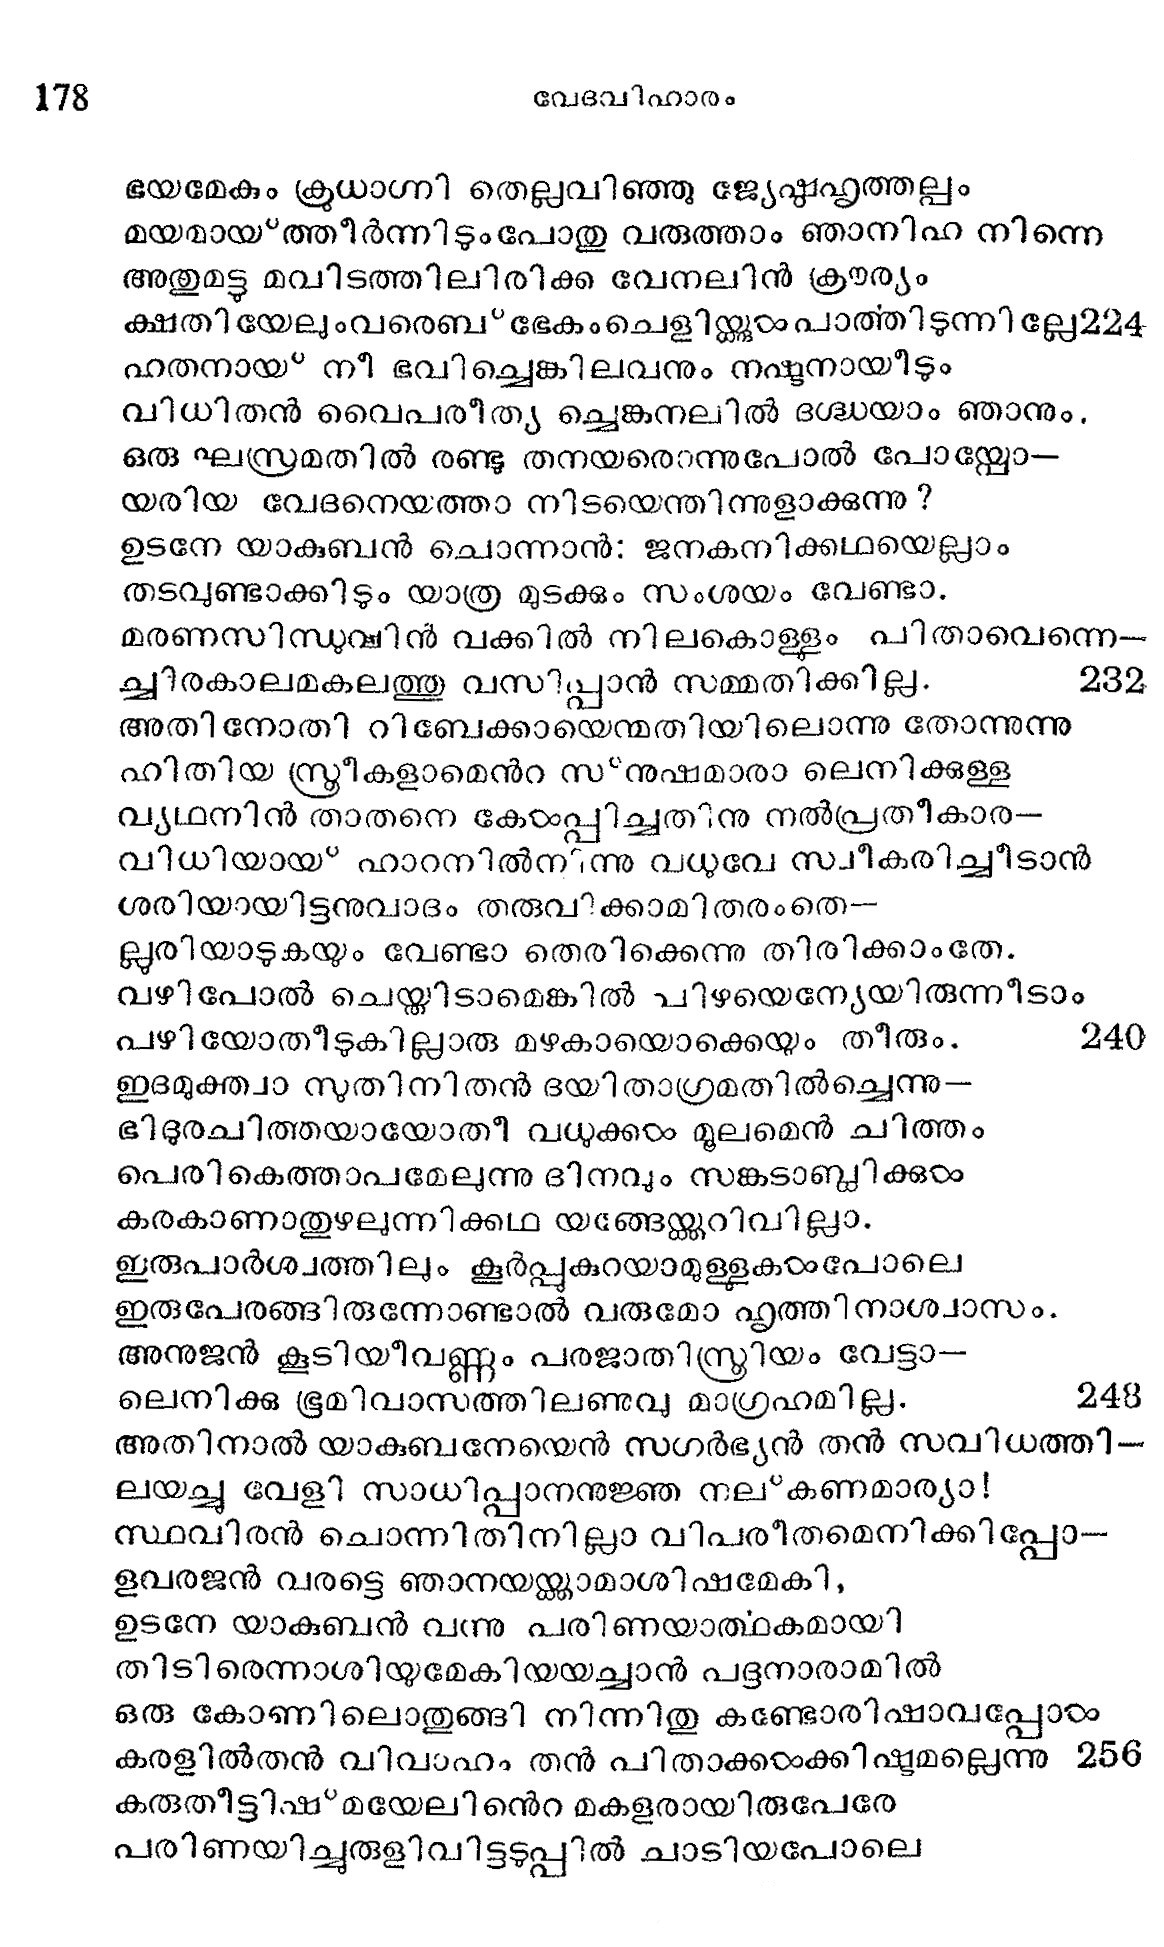 178 വേദവിഹാരം
ഭയമേകും ക്രുധാഗ്നി തെല്ലവിഞ്ഞു ജ്യേഷ്ഠഹൃത്തല്പം
മയമായ്ത്തീർന്നിടുംപോതു വരുത്താം ഞാനിഹ നിന്നെ
അതുമട്ടു മവിടത്തിലിരിക്ക വേനലിൻ ക്രൗര്യം
ക്ഷതിയേലുംവരെബ് ഭേകംചെളിയ്ക്കുൾപാർത്തിടുന്നില്ലേ224
ഹതനായ് നീ ഭവിച്ചെങ്കിലവനും നഷ്ടനായീടും
വിധിതൻ വൈപരീത്യ ച്ചെങ്കനലിൽ ദഗ്ദ്ധയാം ഞാനും.
ഒരു ഘസ്രമതിൽ രണ്ടു തനയരൊന്നുപോൽ പോയ്പ്പോ—
യരിയ വേദനെയത്താ നിടയെന്തിന്നുളാക്കുന്നു ?
ഉടനേ യാകുബൻ ചൊന്നാൻ: ജനകനിക്കഥയെല്ലാം
തടവുണ്ടാക്കിടും യാത്ര മുടക്കും സംശയം വേണ്ടാ.
മരണസിന്ധുവിൻ വക്കിൽ നിലകൊള്ളും പിതാവെന്നെ—
ച്ചിരകാലമകലത്തു വസിപ്പാൻ സമ്മതിക്കില്ല. 232
അതിനോതി റിബേക്കായെന്മതിയിലൊന്നു തോന്നുന്നു
ഹിതിയ സ്ത്രീകളാമെൻറ സ്നുഷമാരാ ലെനിക്കുള്ള
വ്യഥനിൻ താതനെ കേൾപ്പിച്ചതിനു നൽപ്രതീകാര—
വിധിയായ് ഹാറനിൽനിന്നു വധുവേ സ്വീകരിച്ചീടാൻ
ശരിയായിട്ടനുവാദം തരുവിക്കാമിതരംതെ—
ല്ലുരിയാടുകയും വേണ്ടാ തെരിക്കെന്നു തിരിക്കാംതേ.
വഴിപോൽ ചെയ്തിടാമെങ്കിൽ പിഴയെന്യേയിരുന്നീടാം
പഴിയോതീടുകില്ലാരു മഴകായൊക്കെയും തീരും. 240
ഇദമുക്ത്വാ സുതിനിതൻ ദയിതാഗ്രമതിൽച്ചെന്നു—
ഭിദുരചിത്തയായോതീ വധുക്കൾ മൂലമെൻ ചിത്തം
പെരികെത്താപമേലുന്നു ദിനവും സങ്കടാബ്ധിക്കുൾ
കരകാണാതുഴലുന്നിക്കഥ യങ്ങേയ്ക്കറിവില്ലാ.
ഇരുപാർശ്വത്തിലും കൂർപ്പുകുറയാമുള്ളുകൾപോലെ
ഇരുപേരങ്ങിരുന്നോണ്ടാൽ വരുമോ ഹൃത്തിനാശ്വാസം.
അനുജൻ കൂടിയീവണ്ണം പരജാതിസ്ത്രിയം വേട്ടാ—
ലെനിക്കു ഭൂമിവാസത്തിലണുവു മാഗ്രഹമില്ല. 248
അതിനാൽ യാകുബനേയെൻ സഗർഭ്യൻ തൻ സവിധത്തി—
ലയച്ചു വേളി സാധിപ്പാനനുജ്ഞ നല്കണമാര്യാ!
സ്ഥവിരൻ ചൊന്നിതിനില്ലാ വിപരീതമെനിക്കിപ്പോ—
ളവരജൻ വരട്ടെ ഞാനയയ്ക്കാമാശിഷമേകി,
ഉടനേ യാകുബൻ വന്നു പരിണയാർത്ഥകമായി
തിടിരെന്നാശിയുമേകിയയച്ചാൻ പദ്ദനാരാമിൽ
ഒരു കോണിലൊതുങ്ങി നിന്നിതു കണ്ടോരിഷാവപ്പോൾ
കരളിൽതൻ വിവാഹം തൻ പിതാക്കൾക്കിഷ്ടമല്ലെന്നു 256
കരുതീട്ടിഷ്മയേലിൻെറ മകളരായിരുപേരേ
പരിണയിച്ചുരുളിവിട്ടടുപ്പിൽ ചാടിയപോലെ